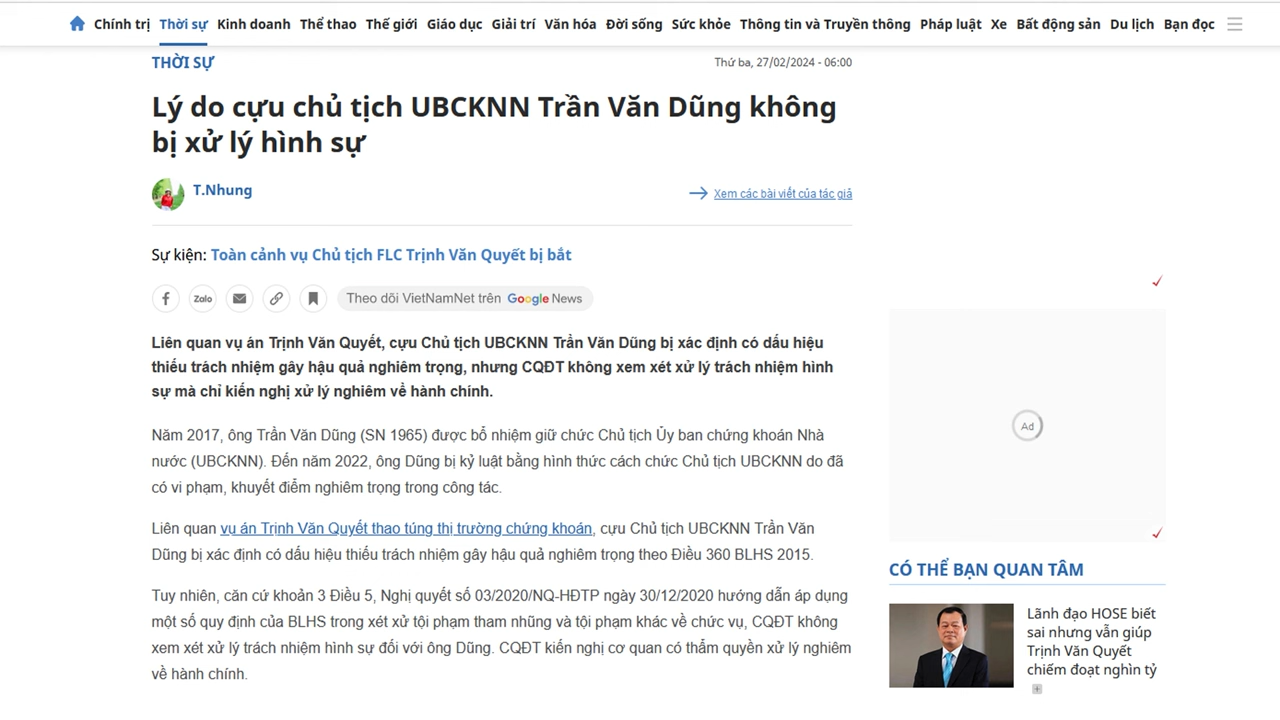 Chính trị Thời sự Kinh doanh Thể thao Thế giới Giáo dục Giải trí Văn hóa Đời sống Sức khỏe Thông tin và Truyền thông Pháp luật Xe Bất động sản Du lịch Bạn đọc
THỜI SỰ
Thứ ba, 27/02/2024 - 06:00
Lý do cựu chủ tịch UBCKNN Trần Văn Dũng không
bị xử lý hình sự
T.Nhung
Xem các bài viết của tác giả
Sự kiện: Toàn cảnh vụ Chủ tịch FLC Trịnh Văn Quyết bị bắt
Zalo
Theo dõi VietNamNet trên Google News
Liên quan vụ án Trịnh Văn Quyết, cựu Chủ tịch UBCKNN Trần Văn Dũng bị xác định có dấu hiệu
thiếu trách nhiệm gây hậu quả nghiêm trọng, nhưng CQĐT không xem xét xử lý trách nhiệm hình
sự mà chỉ kiến nghị xử lý nghiêm về hành chính.
Năm 2017, ông Trần Văn Dũng (SN 1965) được bổ nhiệm giữ chức Chủ tịch Ủy ban chứng khoán Nhà
nước (UBCKNN). Đến năm 2022, ông Dũng bị kỷ luật bằng hình thức cách chức Chủ tịch UBCKNN do đã
có vi phạm, khuyết điểm nghiêm trọng trong công tác.
Liên quan vụ án Trịnh Văn Quyết thao túng thị trường chứng khoán, cựu Chủ tịch UBCKNN Trần Văn
Dũng bị xác định có dấu hiệu thiếu trách nhiệm gây hậu quả nghiêm trọng theo Điều 360 BLHS 2015.
Tuy nhiên, căn cứ khoản 3 Điều 5, Nghị quyết số 03/2020/NQ-HĐTP ngày 30/12/2020 hướng dẫn áp dụng
một số quy định của BLHS trong xét xử tội phạm tham nhũng và tội phạm khác về chức vụ, CQĐT không
xem xét xử lý trách nhiệm hình sự đối với ông Dũng. CQĐT kiến nghị cơ quan có thẩm quyền xử lý nghiêm
về hành chính.
Ad
CÓ THỂ BẠN QUAN TÂM
Lãnh đạo HOSE biết
sai nhưng vẫn giúp
Trịnh Văn Quyết
chiếm đoạt nghìn tỷ